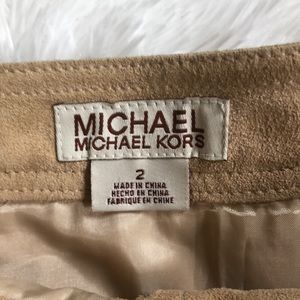 MICHAEL
MICHAEL KORS
2
MADE IN CHINA
HECHO EN CHINA
FABRIQUE EN CHINE